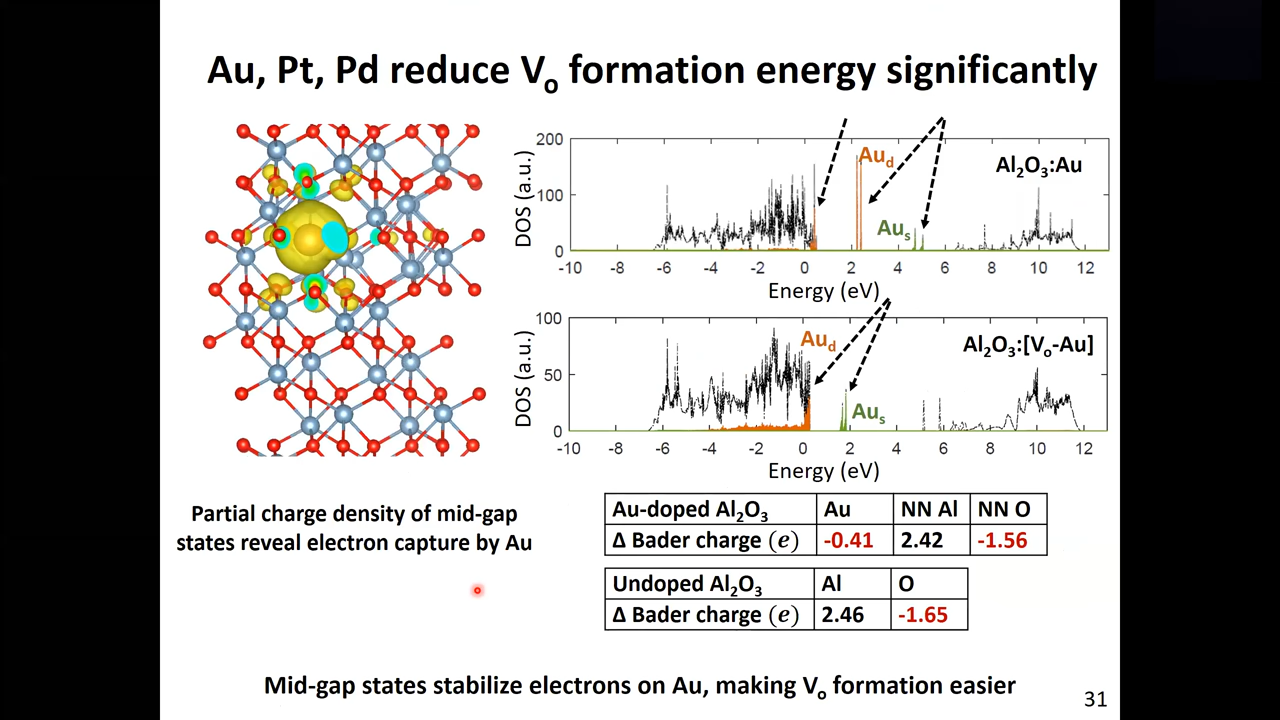 Au, Pt, Pd reduce Vo formation energy significantly
DOS (a.u.)
200
100
0
Au_d
Au_s
Al₂O₃:Au
-10 -8 -6 -4 -2 0 2 4 6 8 10 12
Energy (eV)
DOS (a.u.)
100
50
0
Au_d
Au_s
Al₂O₃:[Vo-Au]
-10 -8 -6 -4 -2 0 2 4 6 8 10 12
Energy (eV)
Partial charge density of mid-gap
states reveal electron capture by Au
Au-doped Al₂O₃ Au NN Al NN O
Δ Bader charge (e) -0.41 2.42 -1.56
Undoped Al₂O₃ Al O
Δ Bader charge (e) 2.46 -1.65
Mid-gap states stabilize electrons on Au, making Vo formation easier
31